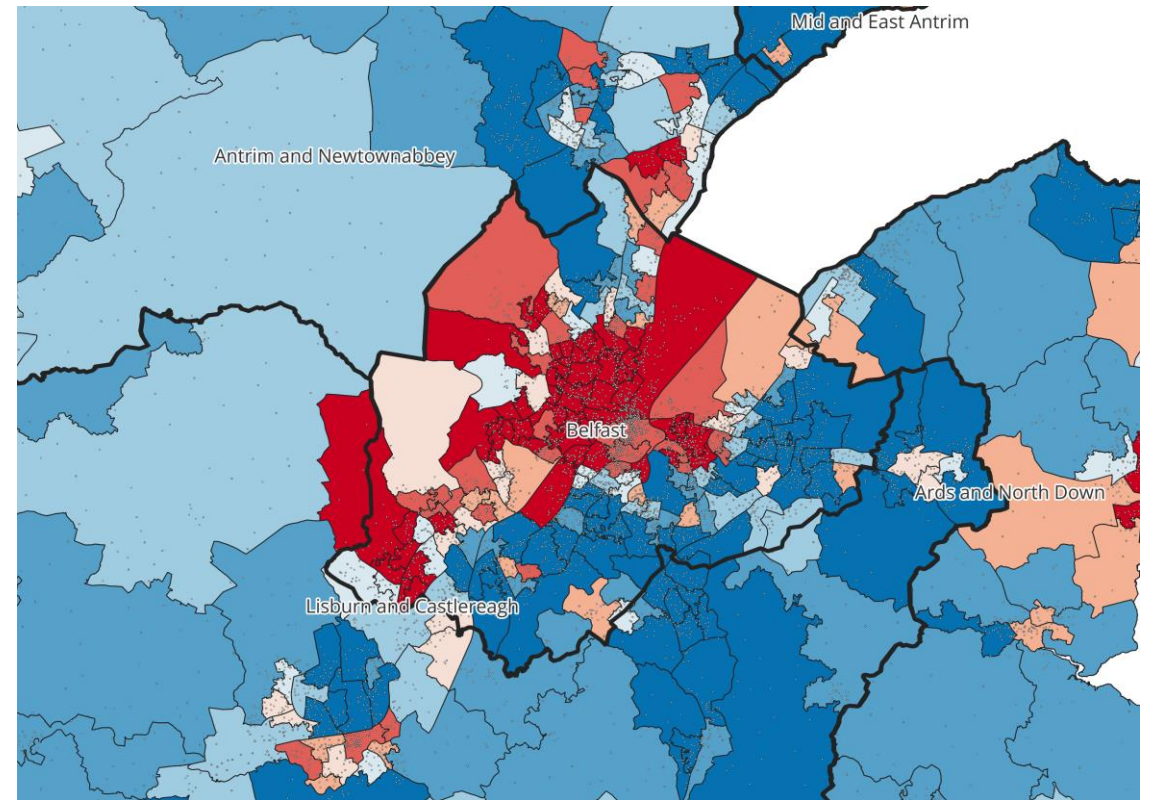 Mid and East Antrim
Antrim and Newtownabbey
Belfast
Ards and North Down
Lisburn and Castlereagh